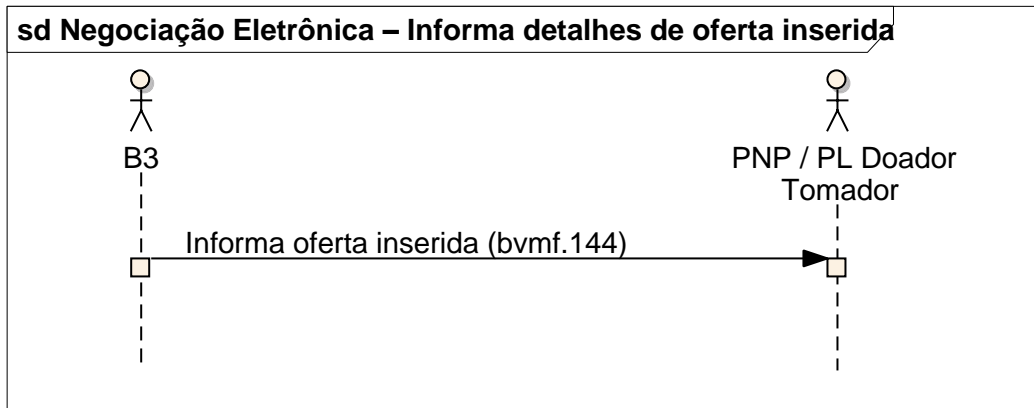 sd Negociação Eletrônica – Informa detalhes de oferta inserida
B3
PNP / PL Doador
Tomador
Informa oferta inserida (bvmf.144)